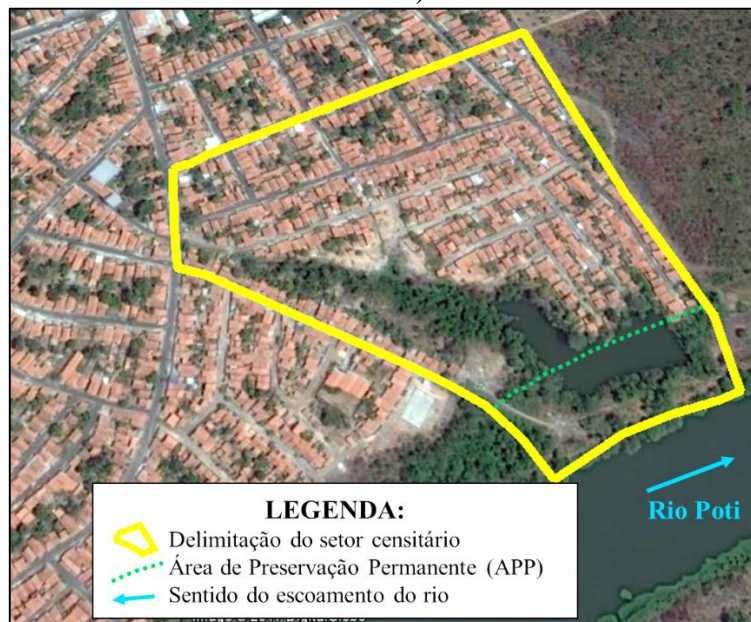 Rio Poti
LEGENDA:
Delimitação do setor censitário
Área de Preservação Permanente (APP)
Sentido do escoamento do rio